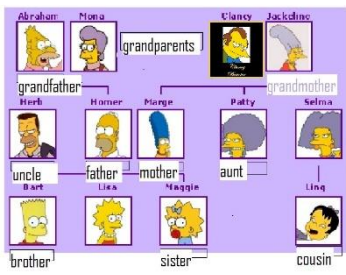 Abraham Mona Clancy Jackeline
grandparents
grandfather grandmother
Herb Homer Marge Patty Selma
uncle father mother aunt
Bart Lisa Maggie Ling
brother sister cousin